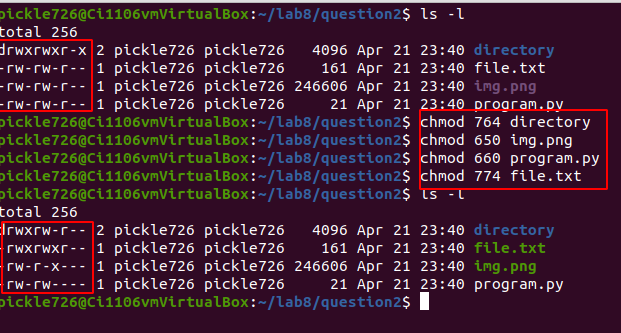 pickle726@Ci1106vmVirtualBox:~/lab8/question2$ ls -l
total 256
drwxrwxr-x 2 pickle726 pickle726   4096 Apr 21 23:40 directory
-rw-rw-r-- 1 pickle726 pickle726    161 Apr 21 23:40 file.txt
-rw-rw-r-- 1 pickle726 pickle726 246606 Apr 21 23:40 img.png
-rw-rw-r-- 1 pickle726 pickle726     21 Apr 21 23:40 program.py
pickle726@Ci1106vmVirtualBox:~/lab8/question2$ chmod 764 directory
pickle726@Ci1106vmVirtualBox:~/lab8/question2$ chmod 650 img.png
pickle726@Ci1106vmVirtualBox:~/lab8/question2$ chmod 660 program.py
pickle726@Ci1106vmVirtualBox:~/lab8/question2$ chmod 774 file.txt
pickle726@Ci1106vmVirtualBox:~/lab8/question2$ ls -l
total 256
drwxrw-r-- 2 pickle726 pickle726   4096 Apr 21 23:40 directory
-rwxrwxr-- 1 pickle726 pickle726    161 Apr 21 23:40 file.txt
-rw-r-x--- 1 pickle726 pickle726 246606 Apr 21 23:40 img.png
-rw-rw---- 1 pickle726 pickle726     21 Apr 21 23:40 program.py
pickle726@Ci1106vmVirtualBox:~/lab8/question2$